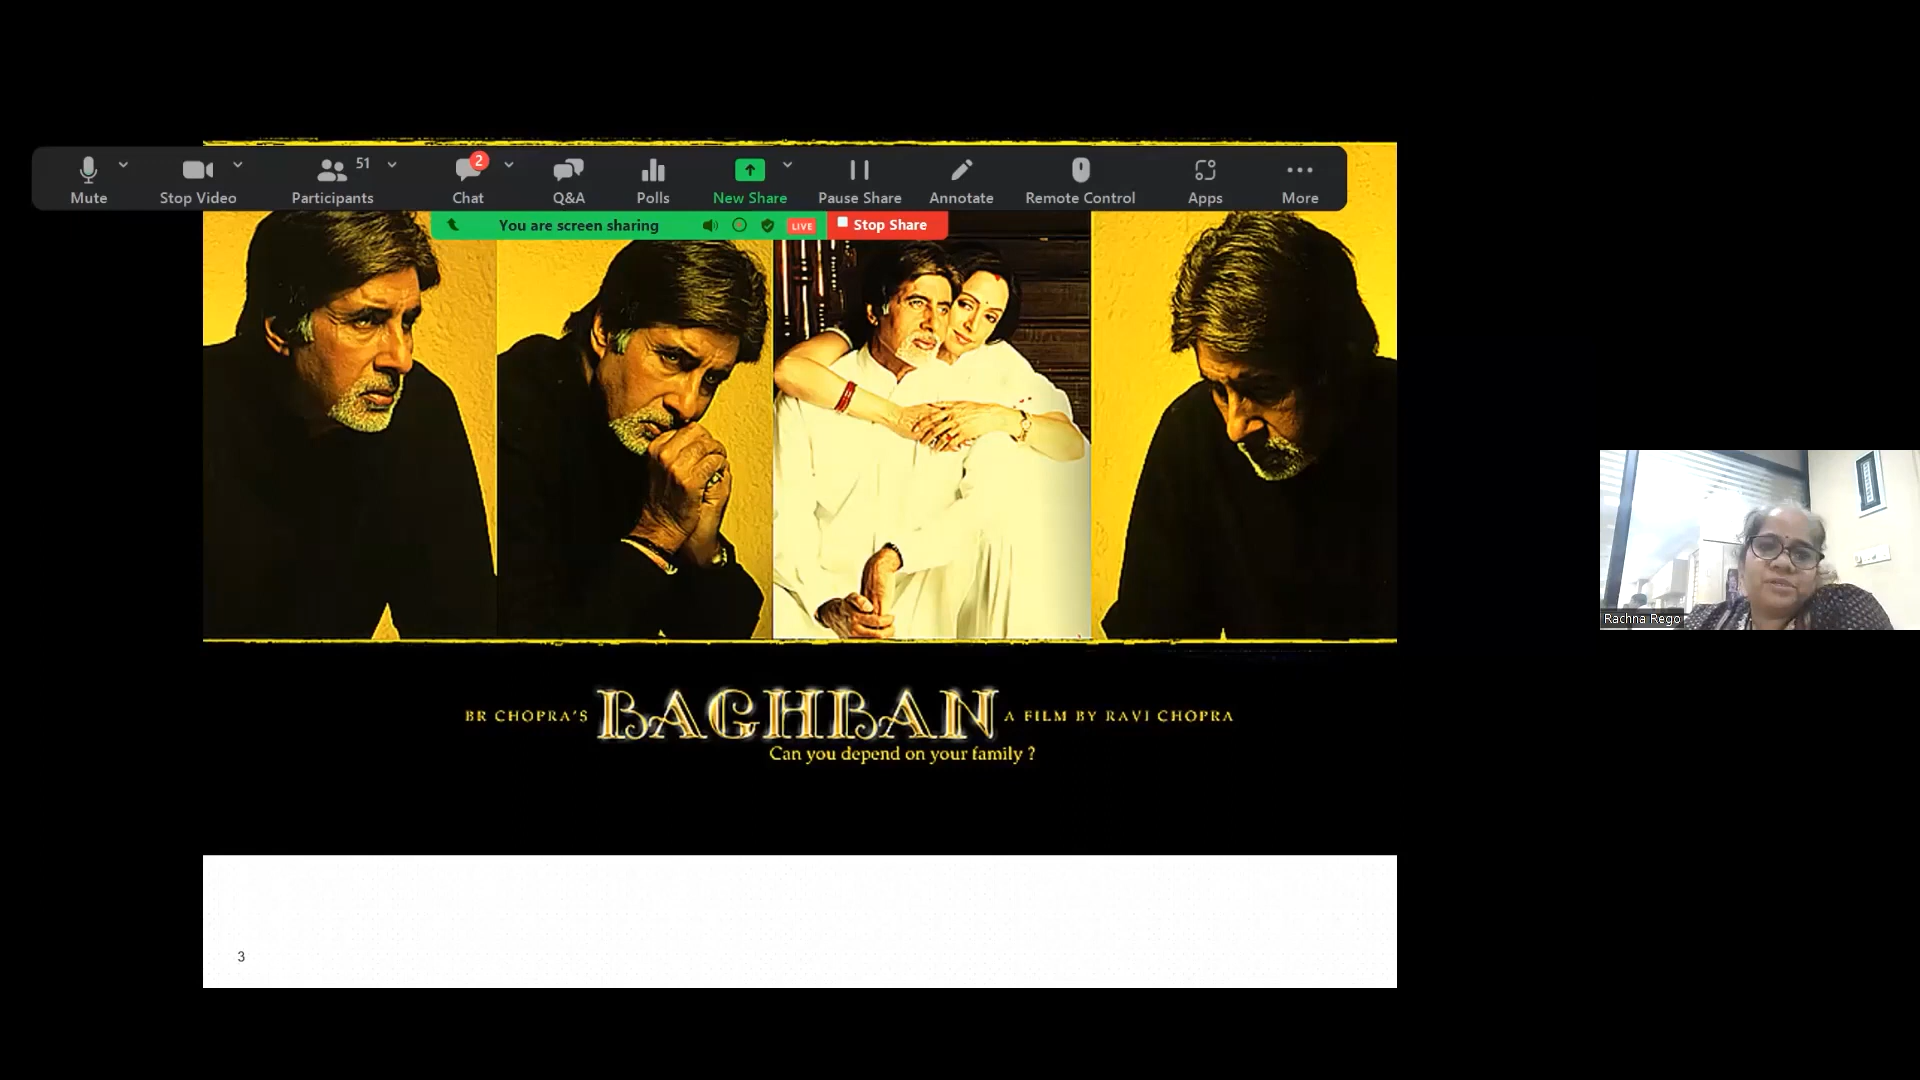 51
2
Mute
Stop Video
Participants
Chat
Q&A
Polls
New Share
Pause Share
Annotate
Remote Control
Apps
More
You are screen sharing
LIVE
Stop Share
Rachna Rego
BR CHOPRA'S BAGHBAN A FILM BY RAVI CHOPRA
Can you depend on your family ?
3